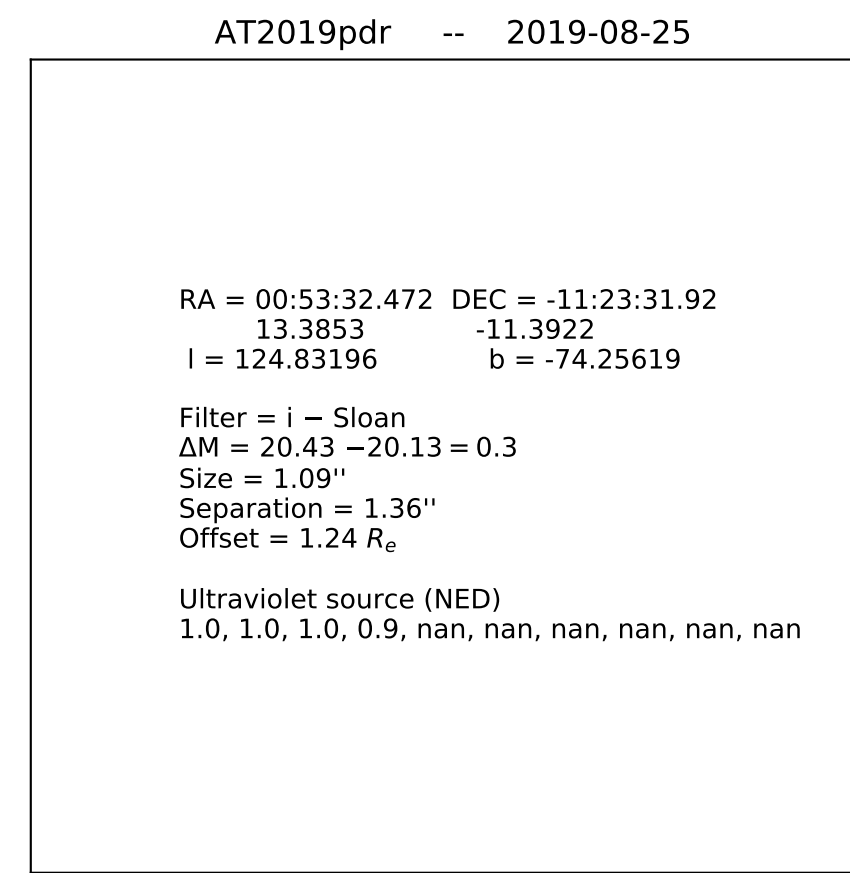 AT2019pdr -- 2019-08-25
RA = 00:53:32.472 DEC = -11:23:31.92
13.3853 -11.3922
l = 124.83196 b = -74.25619
Filter = i − Sloan
ΔM = 20.43 −20.13 = 0.3
Size = 1.09''
Separation = 1.36''
Offset = 1.24 Rₑ
Ultraviolet source (NED)
1.0, 1.0, 1.0, 0.9, nan, nan, nan, nan, nan, nan